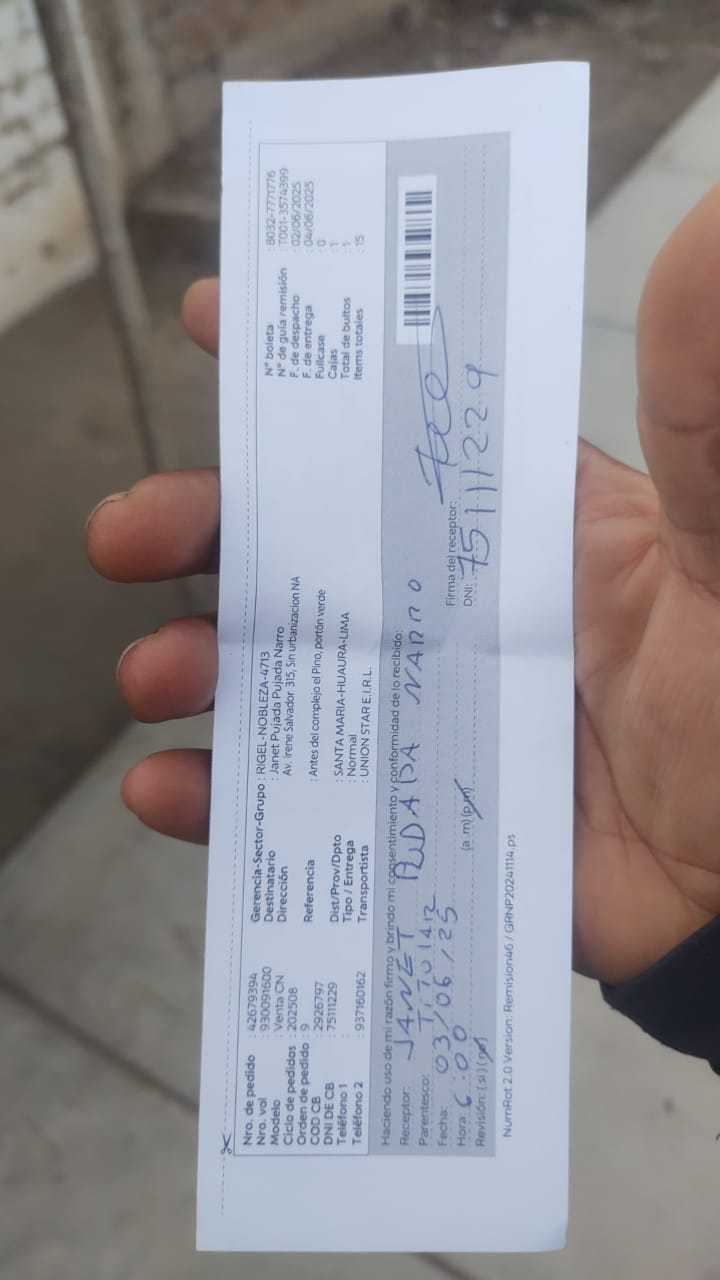 Nro. de pedido : 42679394
Nro. vol : 930091600
Modelo : Venta CN
Ciclo de pedidos : 202508
Orden de pedido : 9
COD CB : 2926797
DNI DE CB : 75111229
Teléfono 1 :
Teléfono 2 : 937160162
Gerencia-Sector-Grupo : RIGEL-NOBLEZA-4713
Destinatario : Janet Pujada Pujada Narro
Dirección : Av. Irene Salvador 315, Sin urbanizacion NA
Referencia : Antes del complejo el Pino, portón verde
Dist/Prov/Dpto : SANTA MARIA-HUAURA-LIMA
Tipo / Entrega : Normal
Transportista : UNION STAR E.I.R.L.
N° boleta : B032-7771776
N° de guía remisión : T001-3574399
F. de despacho : 02/06/2025
F. de entrega : 04/06/2025
Fullcase : 0
Cajas : 1
Total de bultos : 1
Items totales : 15
Haciendo uso de mi razón firmo y brindo mi consentimiento y conformidad de lo recibido:
Receptor: JANET PUDADA NARRO
Parentesco:
Fecha: 03/06/25
Hora 6:00 (a.m) (p.m)
Revisión: (si) (no)
Firma del receptor:
DNI: 75111229
NumRot 2.0 Version: Remision46 / GRNP20241114.ps